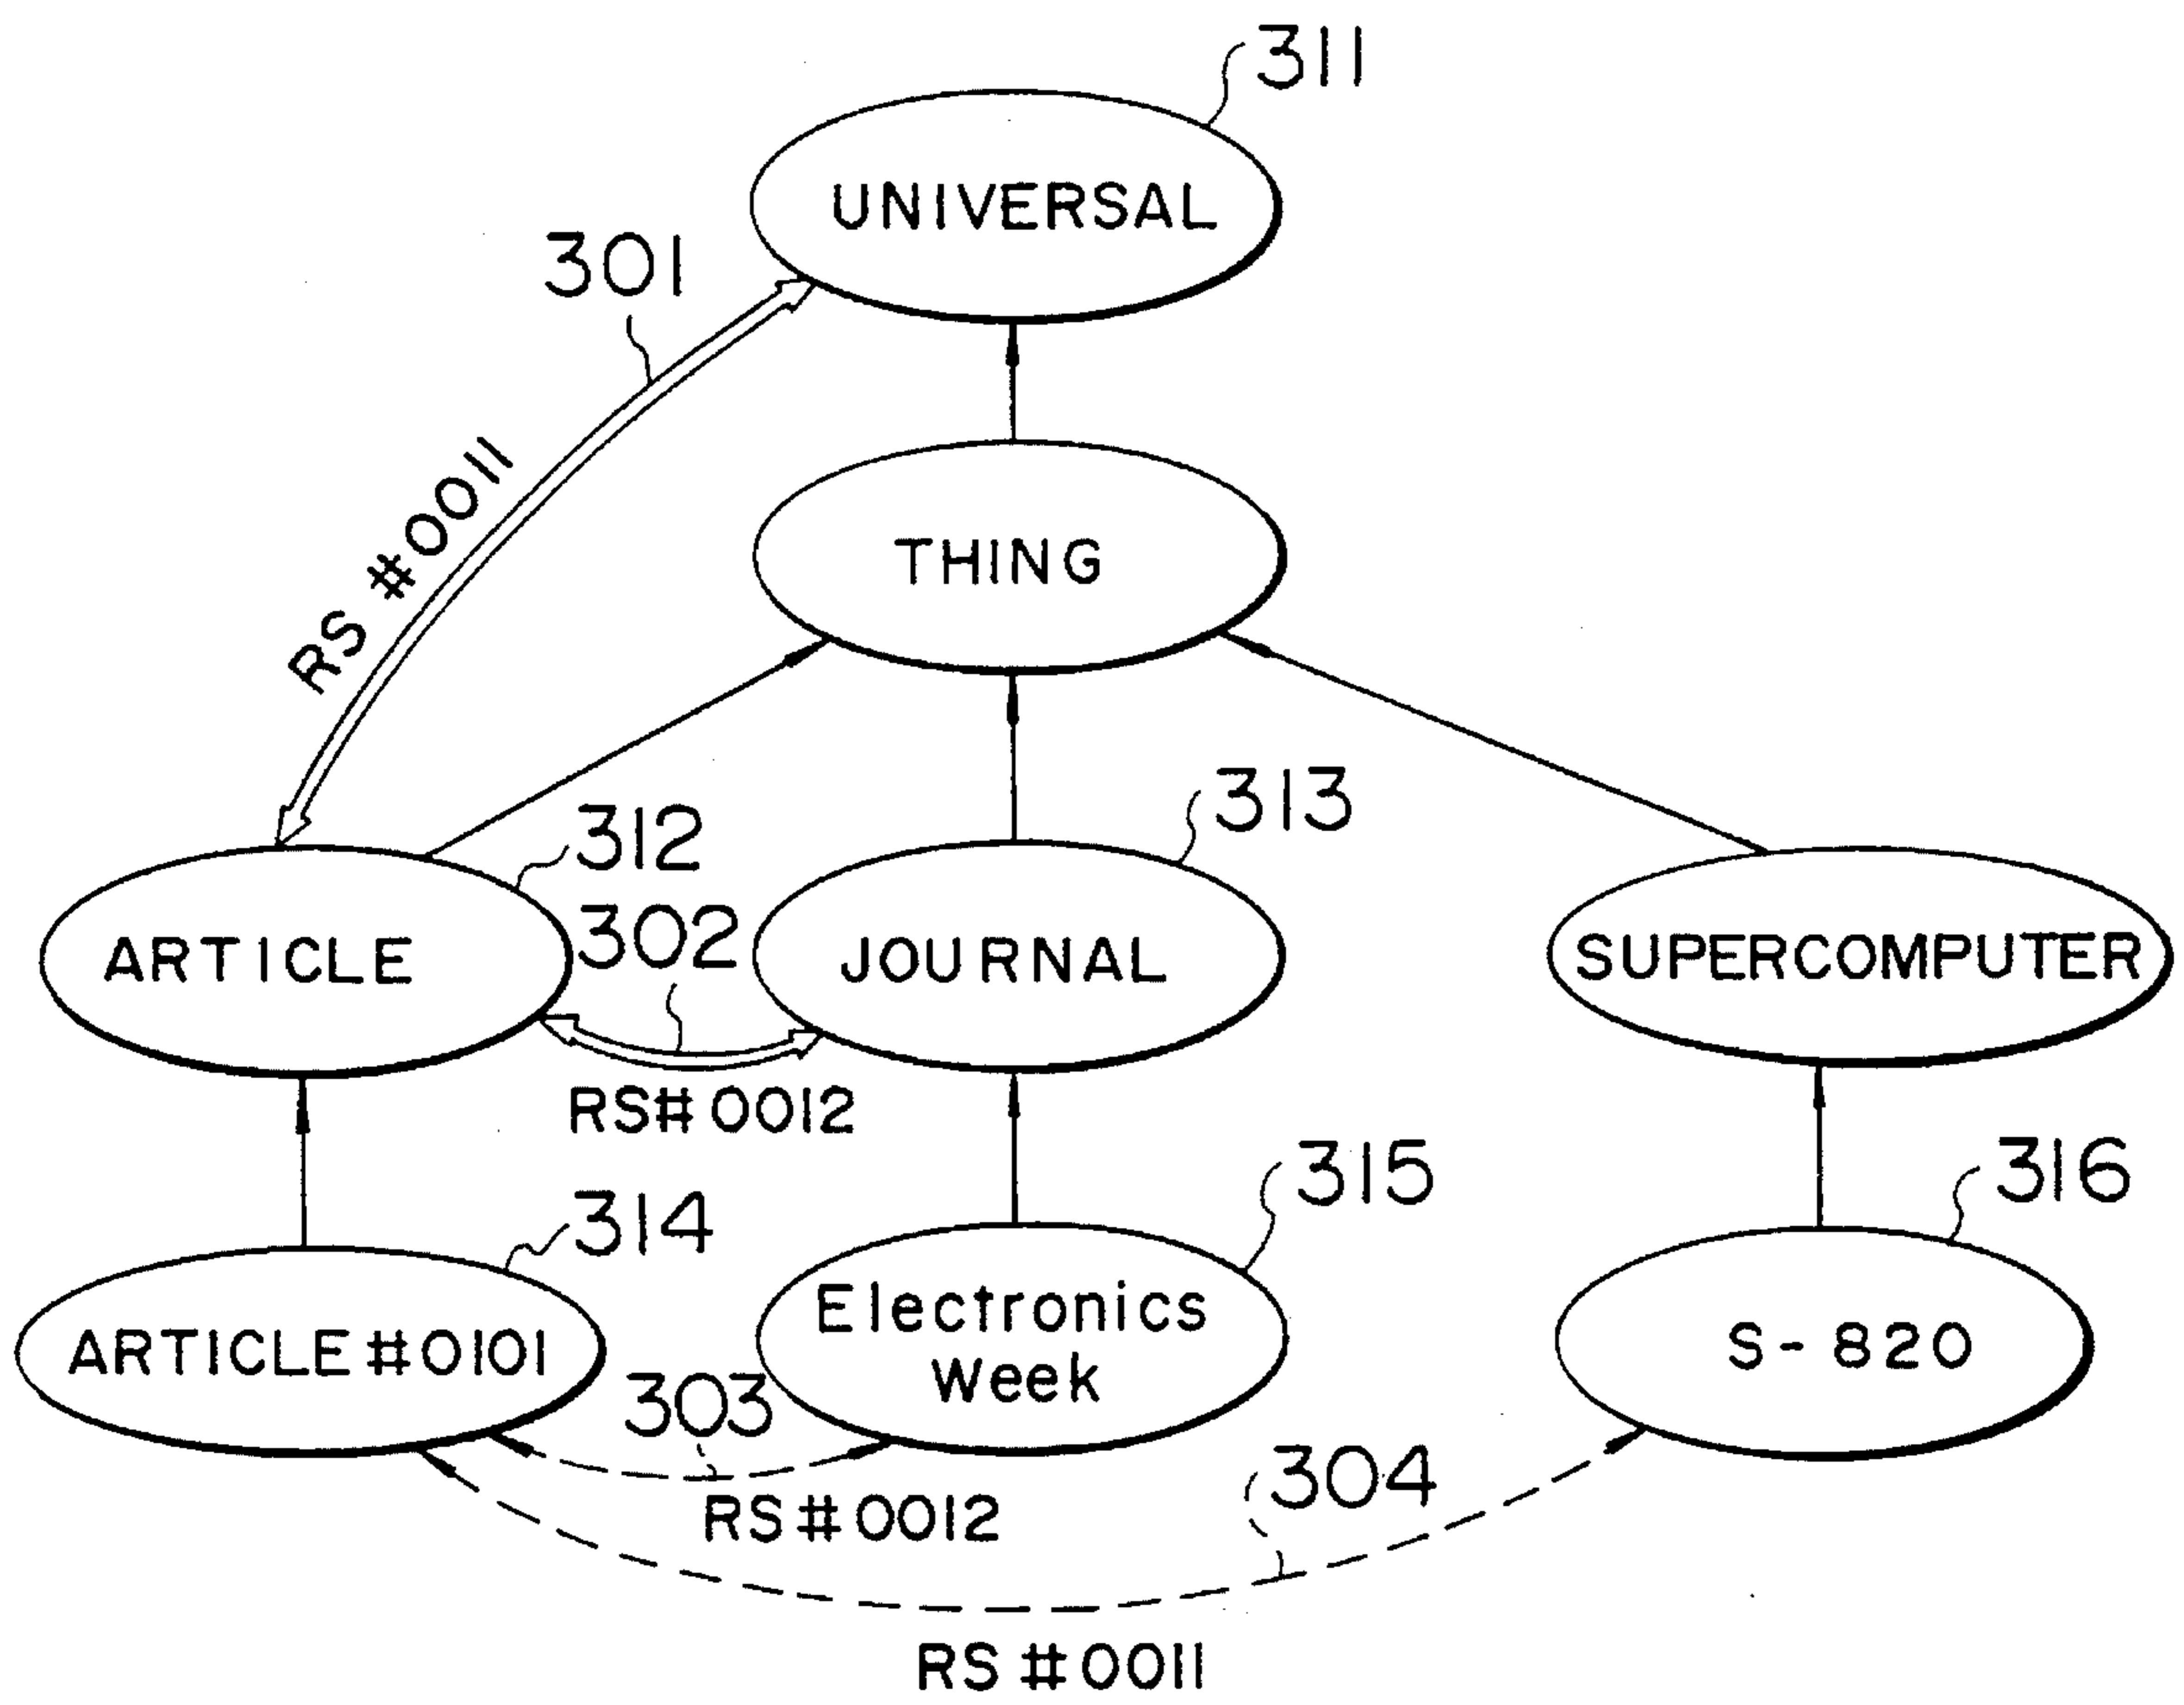 311
UNIVERSAL
301
RS #0011
THING
313
312
302
ARTICLE
JOURNAL
SUPERCOMPUTER
RS# 0012
315
316
314
Electronics
Week
ARTICLE #0101
S-820
303
304
RS #0012
RS #0011